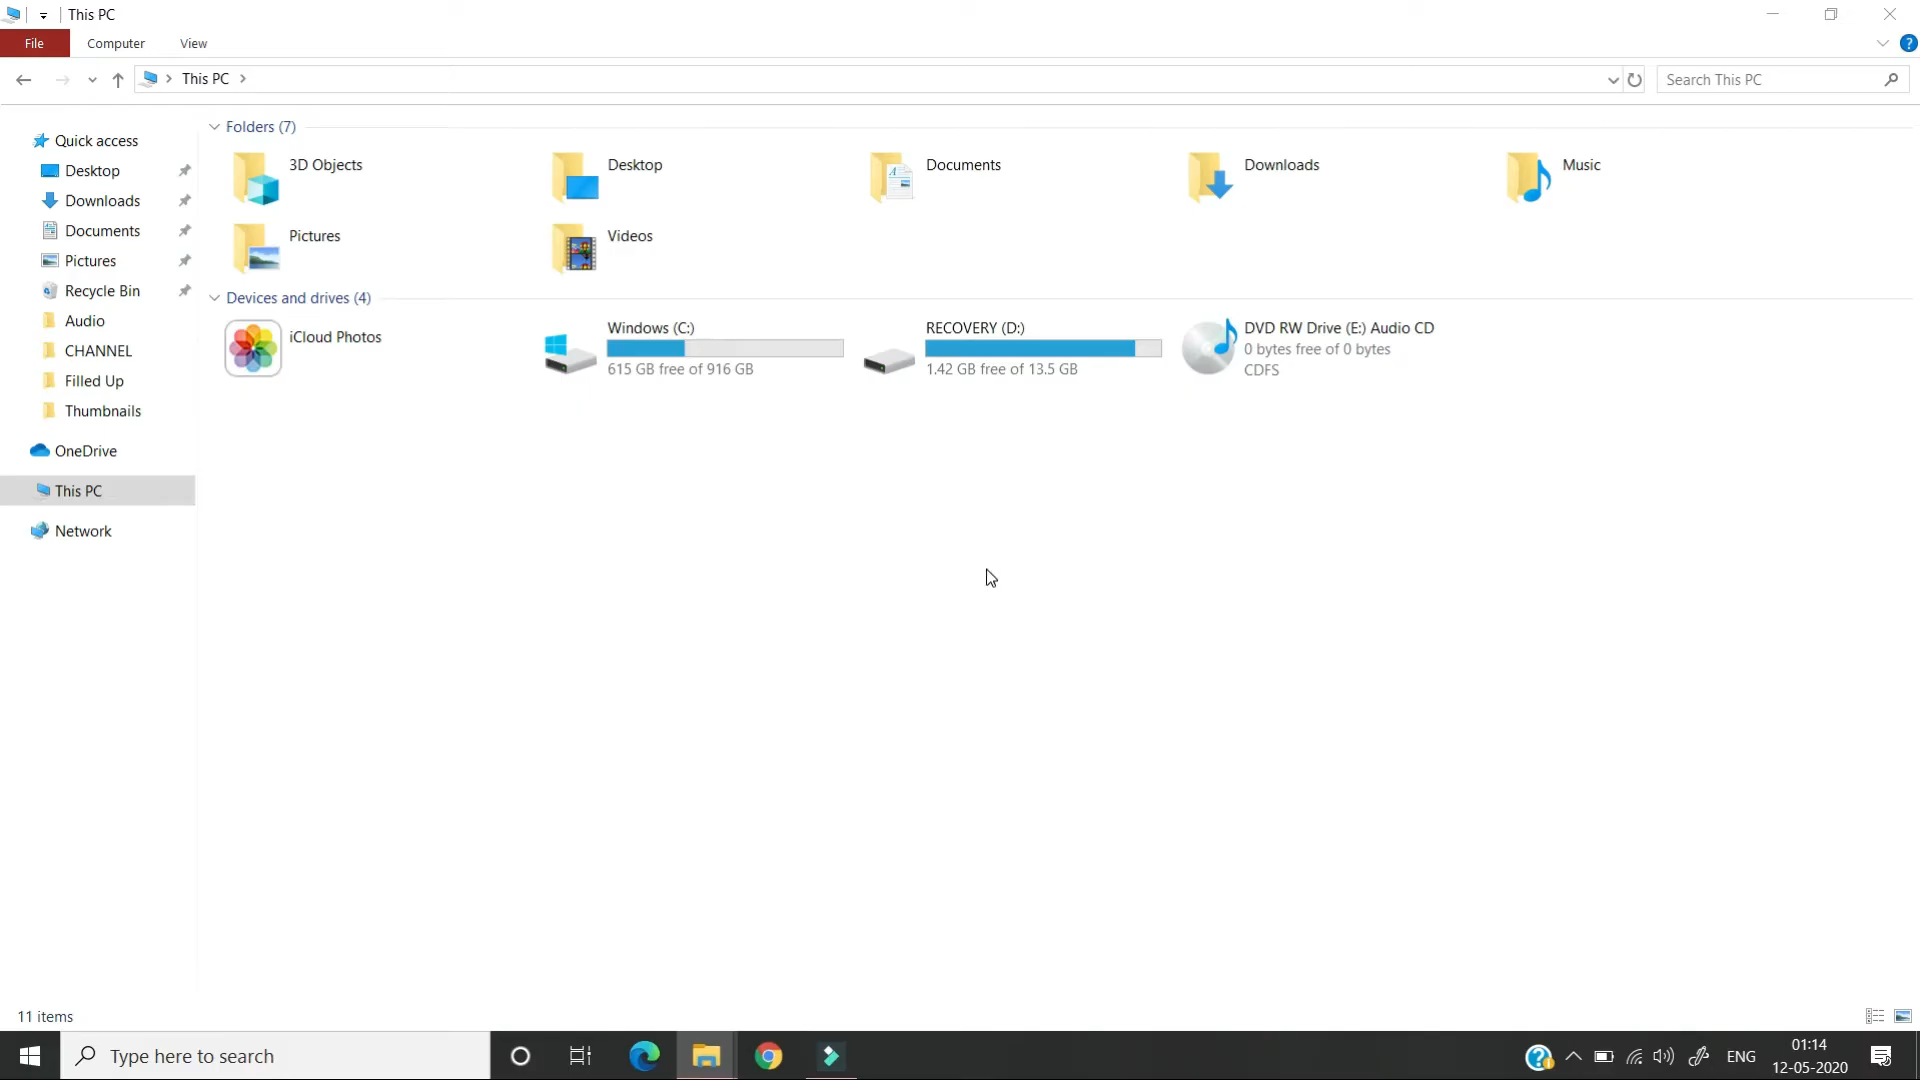 This PC
File
Computer
View
This PC
Search This PC
Quick access
Desktop
Downloads
Documents
Pictures
Recycle Bin
Audio
CHANNEL
Filled Up
Thumbnails
OneDrive
This PC
Network
Folders (7)
3D Objects
Desktop
Documents
Downloads
Music
Pictures
Videos
Devices and drives (4)
iCloud Photos
Windows (C:)
615 GB free of 916 GB
RECOVERY (D:)
1.42 GB free of 13.5 GB
DVD RW Drive (E:) Audio CD
0 bytes free of 0 bytes
CDFS
11 items
Type here to search
ENG
01:14
12-05-2020